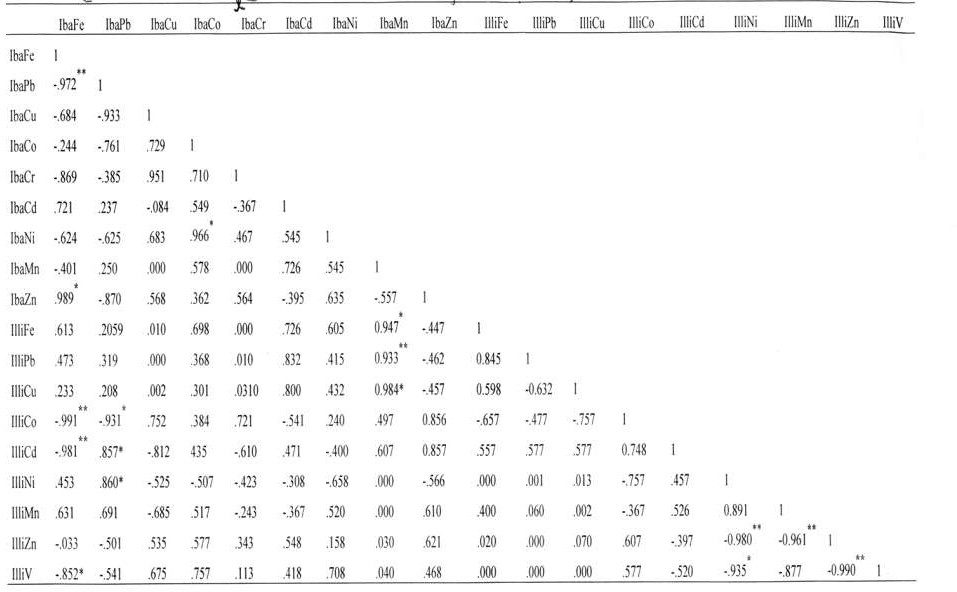 IbaFe IbaPb IbaCu IbaCo IbaCr IbaCd IbaNi IbaMn IbaZn IlliFe IlliPb IlliCu IlliCo IlliCd IlliNi IlliMn IlliZn IlliV
IbaFe 1
IbaPb -.972** 1
IbaCu -.684 -.933 1
IbaCo -.244 -.761 .729 1
IbaCr -.869 -.385 .951 .710 1
IbaCd .721 .237 -.084 .549 -.367 1
IbaNi -.624 -.625 .683 .966* .467 .545 1
IbaMn -.401 .250 .000 .578 .000 .726 .545 1
IbaZn .989* -.870 .568 .362 .564 -.395 .635 -.557 1
IlliFe .613 .2059 .010 .698 .000 .726 .605 0.947* -.447 1
IlliPb .473 .319 .000 .368 .010 .832 .415 0.933** -.462 0.845 1
IlliCu .233 .208 .002 .301 .0310 .800 .432 0.984* -.457 0.598 -0.632 1
IlliCo -.991** -.931* .752 .384 .721 -.541 .240 .497 0.856 -.657 -.477 -.757 1
IlliCd -.981** .857* -.812 435 -.610 .471 -.400 .607 0.857 .557 .577 .577 0.748 1
IlliNi .453 .860* -.525 -.507 -.423 -.308 -.658 .000 -.566 .000 .001 .013 -.757 .457 1
IlliMn .631 .691 -.685 .517 -.243 -.367 .520 .000 .610 .400 .060 .002 -.367 .526 0.891 1
IlliZn -.033 -.501 .535 .577 .343 .548 .158 .030 .621 .020 .000 .070 .607 -.397 -0.980** -0.961** 1
IlliV -.852* -.541 .675 .757 .113 .418 .708 .040 .468 .000 .000 .000 .577 -.520 -.935* -.877 -0.990** 1